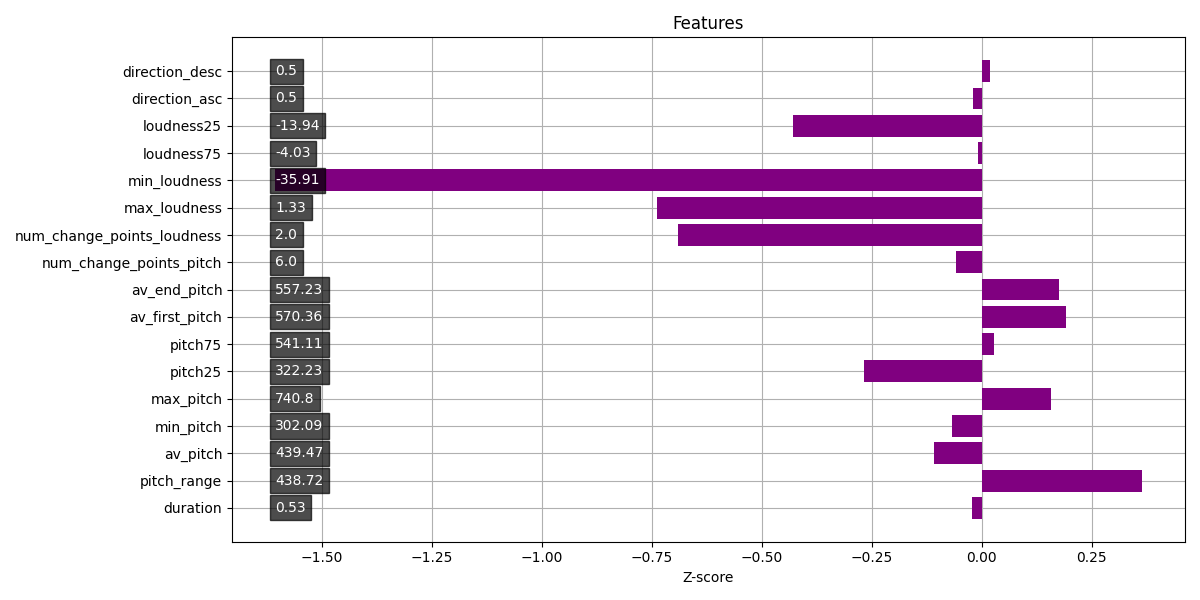 Features
direction_desc 0.5
direction_asc 0.5
loudness25 -13.94
loudness75 -4.03
min_loudness -35.91
max_loudness 1.33
num_change_points_loudness 2.0
num_change_points_pitch 6.0
av_end_pitch 557.23
av_first_pitch 570.36
pitch75 541.11
pitch25 322.23
max_pitch 740.8
min_pitch 302.09
av_pitch 439.47
pitch_range 438.72
duration 0.53
−1.50 −1.25 −1.00 −0.75 −0.50 −0.25 0.00 0.25
Z-score